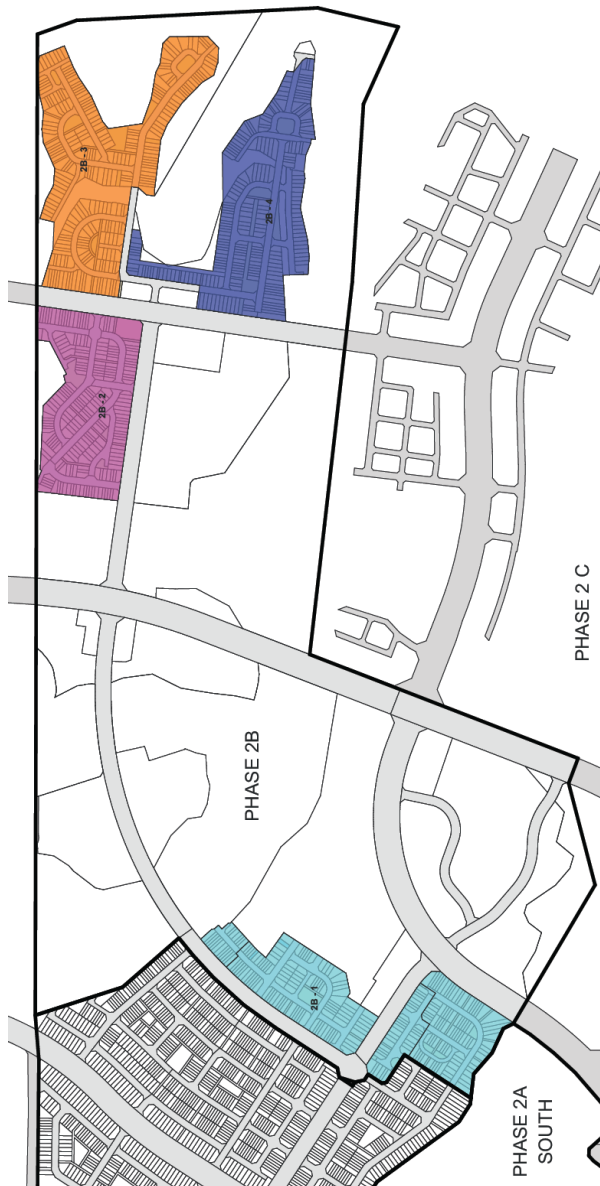 2B - 3
2B - 4
2B - 2
PHASE 2 C
PHASE 2B
2B - 1
PHASE 2A
SOUTH